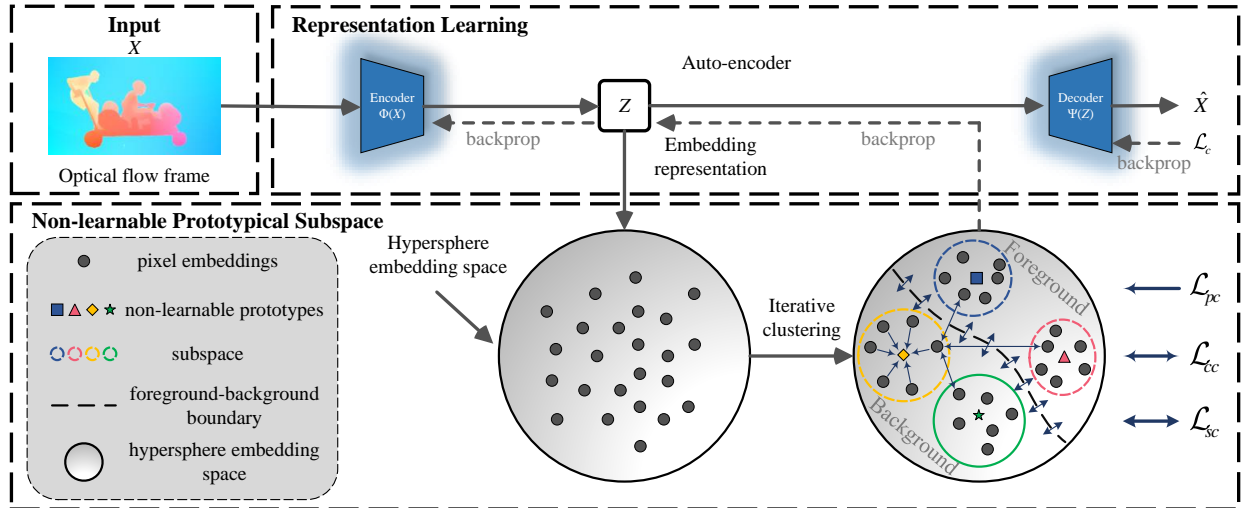 Input
X
Optical flow frame
Representation Learning
Encoder
Φ(X)
Z
Auto-encoder
Decoder
Ψ(Z)
X̂
ℒc
backprop
backprop
backprop
Embedding
representation
Non-learnable Prototypical Subspace
pixel embeddings
non-learnable prototypes
subspace
foreground-background
boundary
hypersphere embedding
space
Hypersphere
embedding space
Iterative
clustering
Foreground
Background
ℒpc
ℒcc
ℒsc